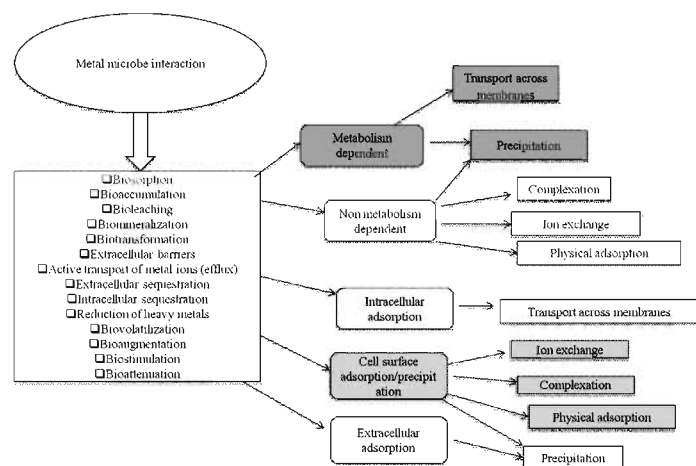 Metal microbe interaction
❑Biosorption
❑Bioaccumulation
❑Bioleaching
❑Biomineralization
❑Biotransformation
❑Extracellular barriers
❑Active transport of metal ions (efflux)
❑Extracellular sequestration
❑Intracellular sequestration
❑Reduction of heavy metals
❑Biovolatilization
❑Bioaugmentation
❑Biostimulation
❑Bioattenuation
Metabolism
dependent
Transport across
membranes
Precipitation
Non metabolism
dependent
Complexation
Ion exchange
Physical adsorption
Intracellular
adsorption
Transport across membranes
Cell surface
adsorption/precipit
ation
Ion exchange
Complexation
Physical adsorption
Extracellular
adsorption
Precipitation